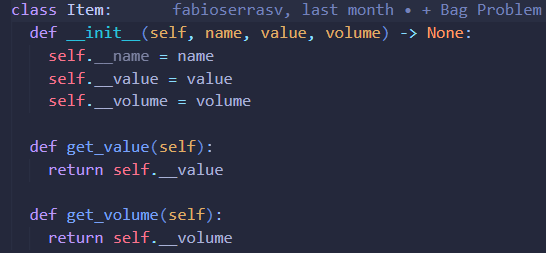 class Item:        fabioserrasv, last month • + Bag Problem
  def __init__(self, name, value, volume) -> None:
    self.__name = name
    self.__value = value
    self.__volume = volume

  def get_value(self):
    return self.__value

  def get_volume(self):
    return self.__volume